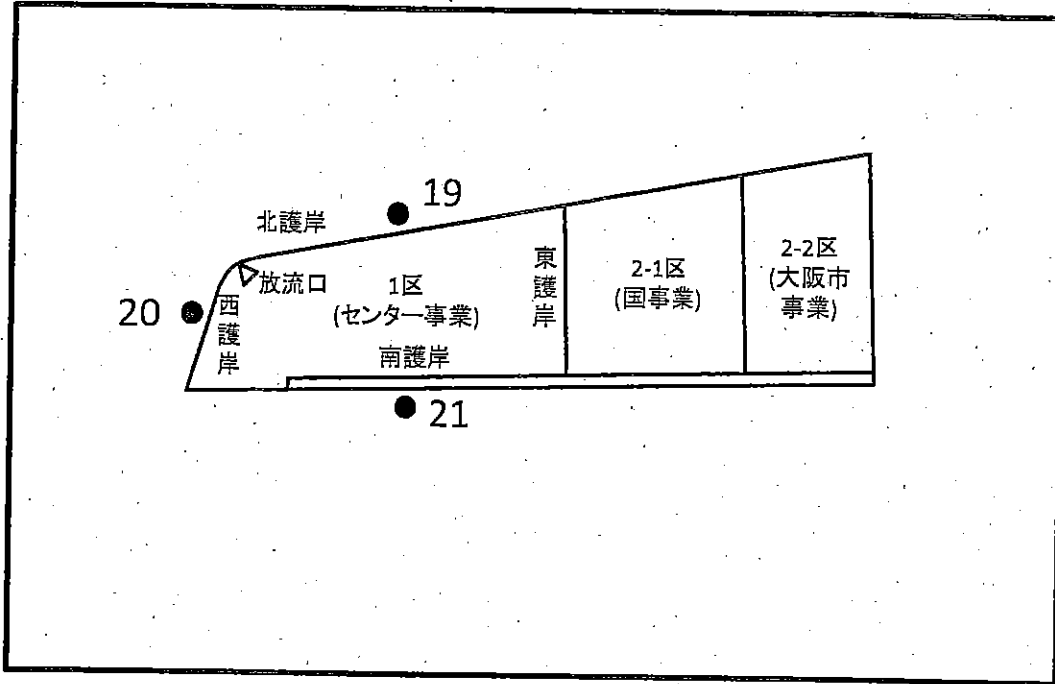 19
北護岸
放流口
20
西護岸
1区
(センター事業)
東護岸
2-1区
(国事業)
2-2区
(大阪市
事業)
南護岸
21